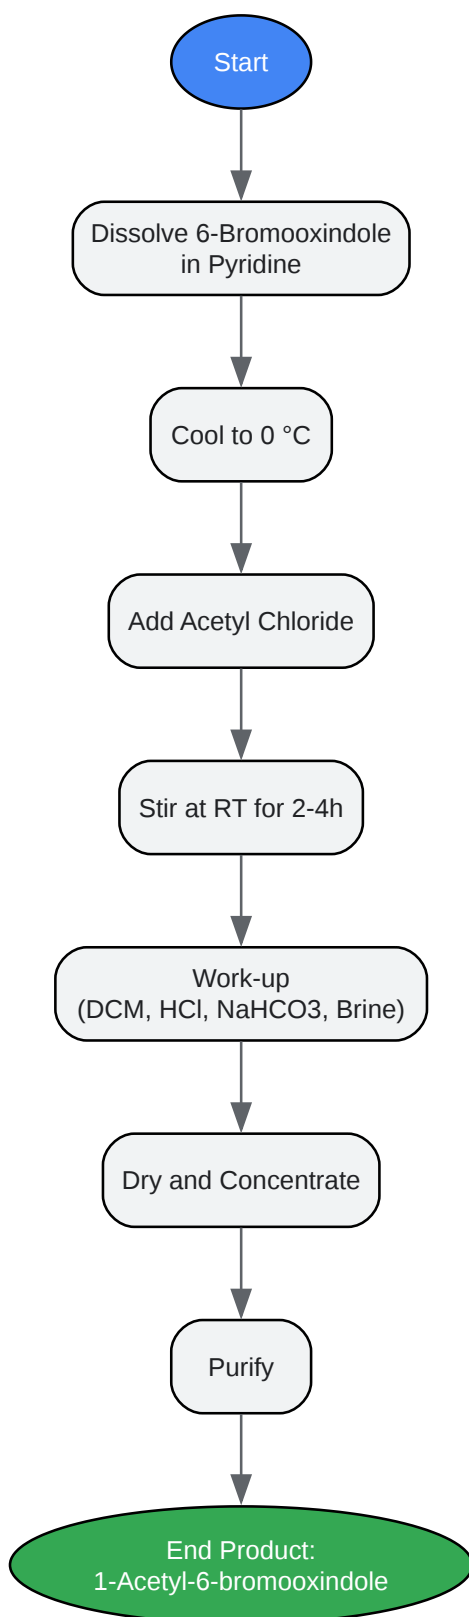 Start
Dissolve 6-Bromooxindole
in Pyridine
Cool to 0 °C
Add Acetyl Chloride
Stir at RT for 2-4h
Work-up
(DCM, HCl, NaHCO3, Brine)
Dry and Concentrate
Purify
End Product:
1-Acetyl-6-bromooxindole